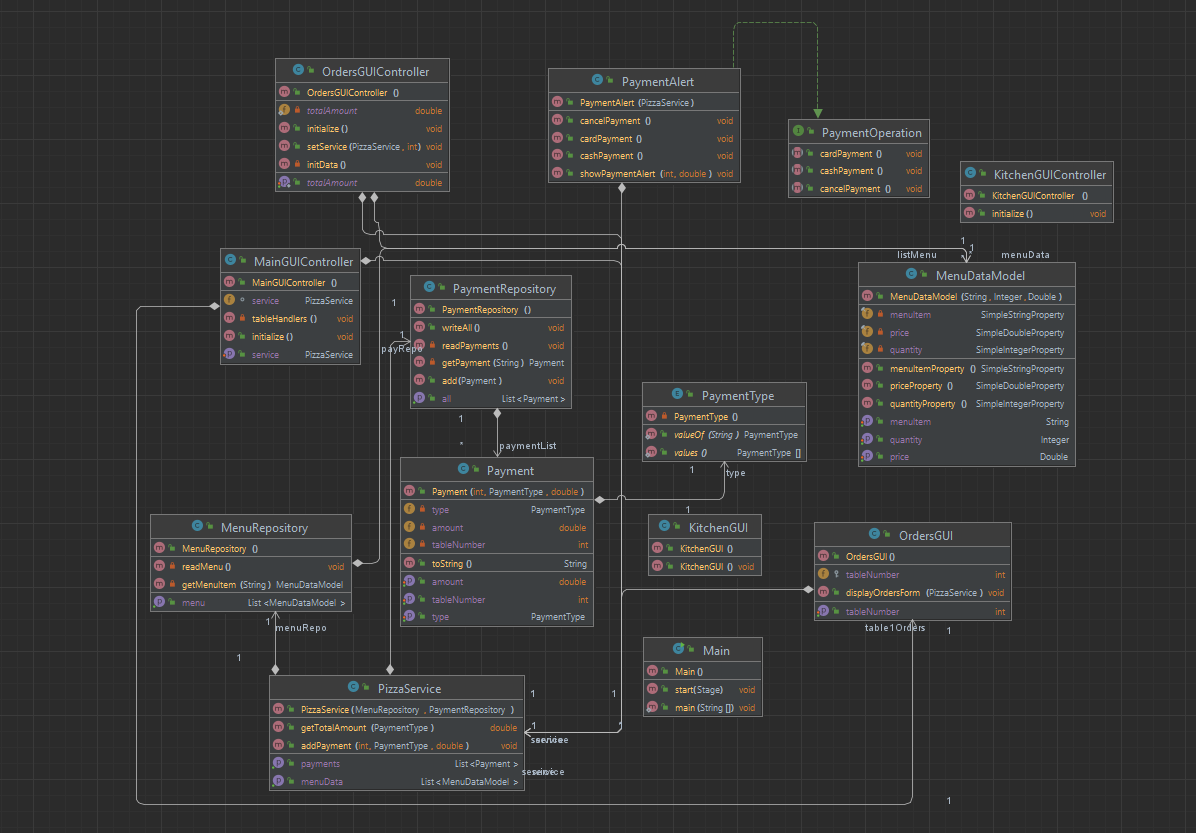 OrdersGUIController
OrdersGUIController ()
totalAmount double
initialize () void
setService (PizzaService , int) void
initData () void
totalAmount double
PaymentAlert
PaymentAlert (PizzaService )
cancelPayment () void
cardPayment () void
cashPayment () void
showPaymentAlert (int, double ) void
PaymentOperation
cardPayment () void
cashPayment () void
cancelPayment () void
KitchenGUIController
KitchenGUIController ()
initialize () void
MainGUIController
MainGUIController ()
service PizzaService
tableHandlers () void
initialize () void
service PizzaService
1
1
listMenu
menuData
MenuDataModel
MenuDataModel (String , Integer , Double )
menuItem SimpleStringProperty
price SimpleDoubleProperty
quantity SimpleIntegerProperty
menuItemProperty () SimpleStringProperty
priceProperty () SimpleDoubleProperty
quantityProperty () SimpleIntegerProperty
menuItem String
quantity Integer
price Double
PaymentRepository
PaymentRepository ()
writeAll () void
readPayments () void
getPayment (String ) Payment
add (Payment ) void
all List <Payment >
1
1
payRepo
1
*
paymentList
PaymentType
PaymentType ()
valueOf (String ) PaymentType
values () PaymentType []
1
type
1
Payment
Payment (int, PaymentType , double )
type PaymentType
amount double
tableNumber int
toString () String
amount double
tableNumber int
type PaymentType
MenuRepository
MenuRepository ()
readMenu () void
getMenuItem (String ) MenuDataModel
menu List <MenuDataModel >
KitchenGUI
KitchenGUI ()
KitchenGUI () void
OrdersGUI
OrdersGUI ()
tableNumber int
displayOrdersForm (PizzaService ) void
tableNumber int
table1Orders
1
1
menuRepo
1
Main
Main ()
start(Stage) void
main (String []) void
PizzaService
PizzaService (MenuRepository , PaymentRepository )
getTotalAmount (PaymentType ) double
addPayment (int, PaymentType , double ) void
payments List <Payment >
menuData List <MenuDataModel >
1
1
1
service
service
1